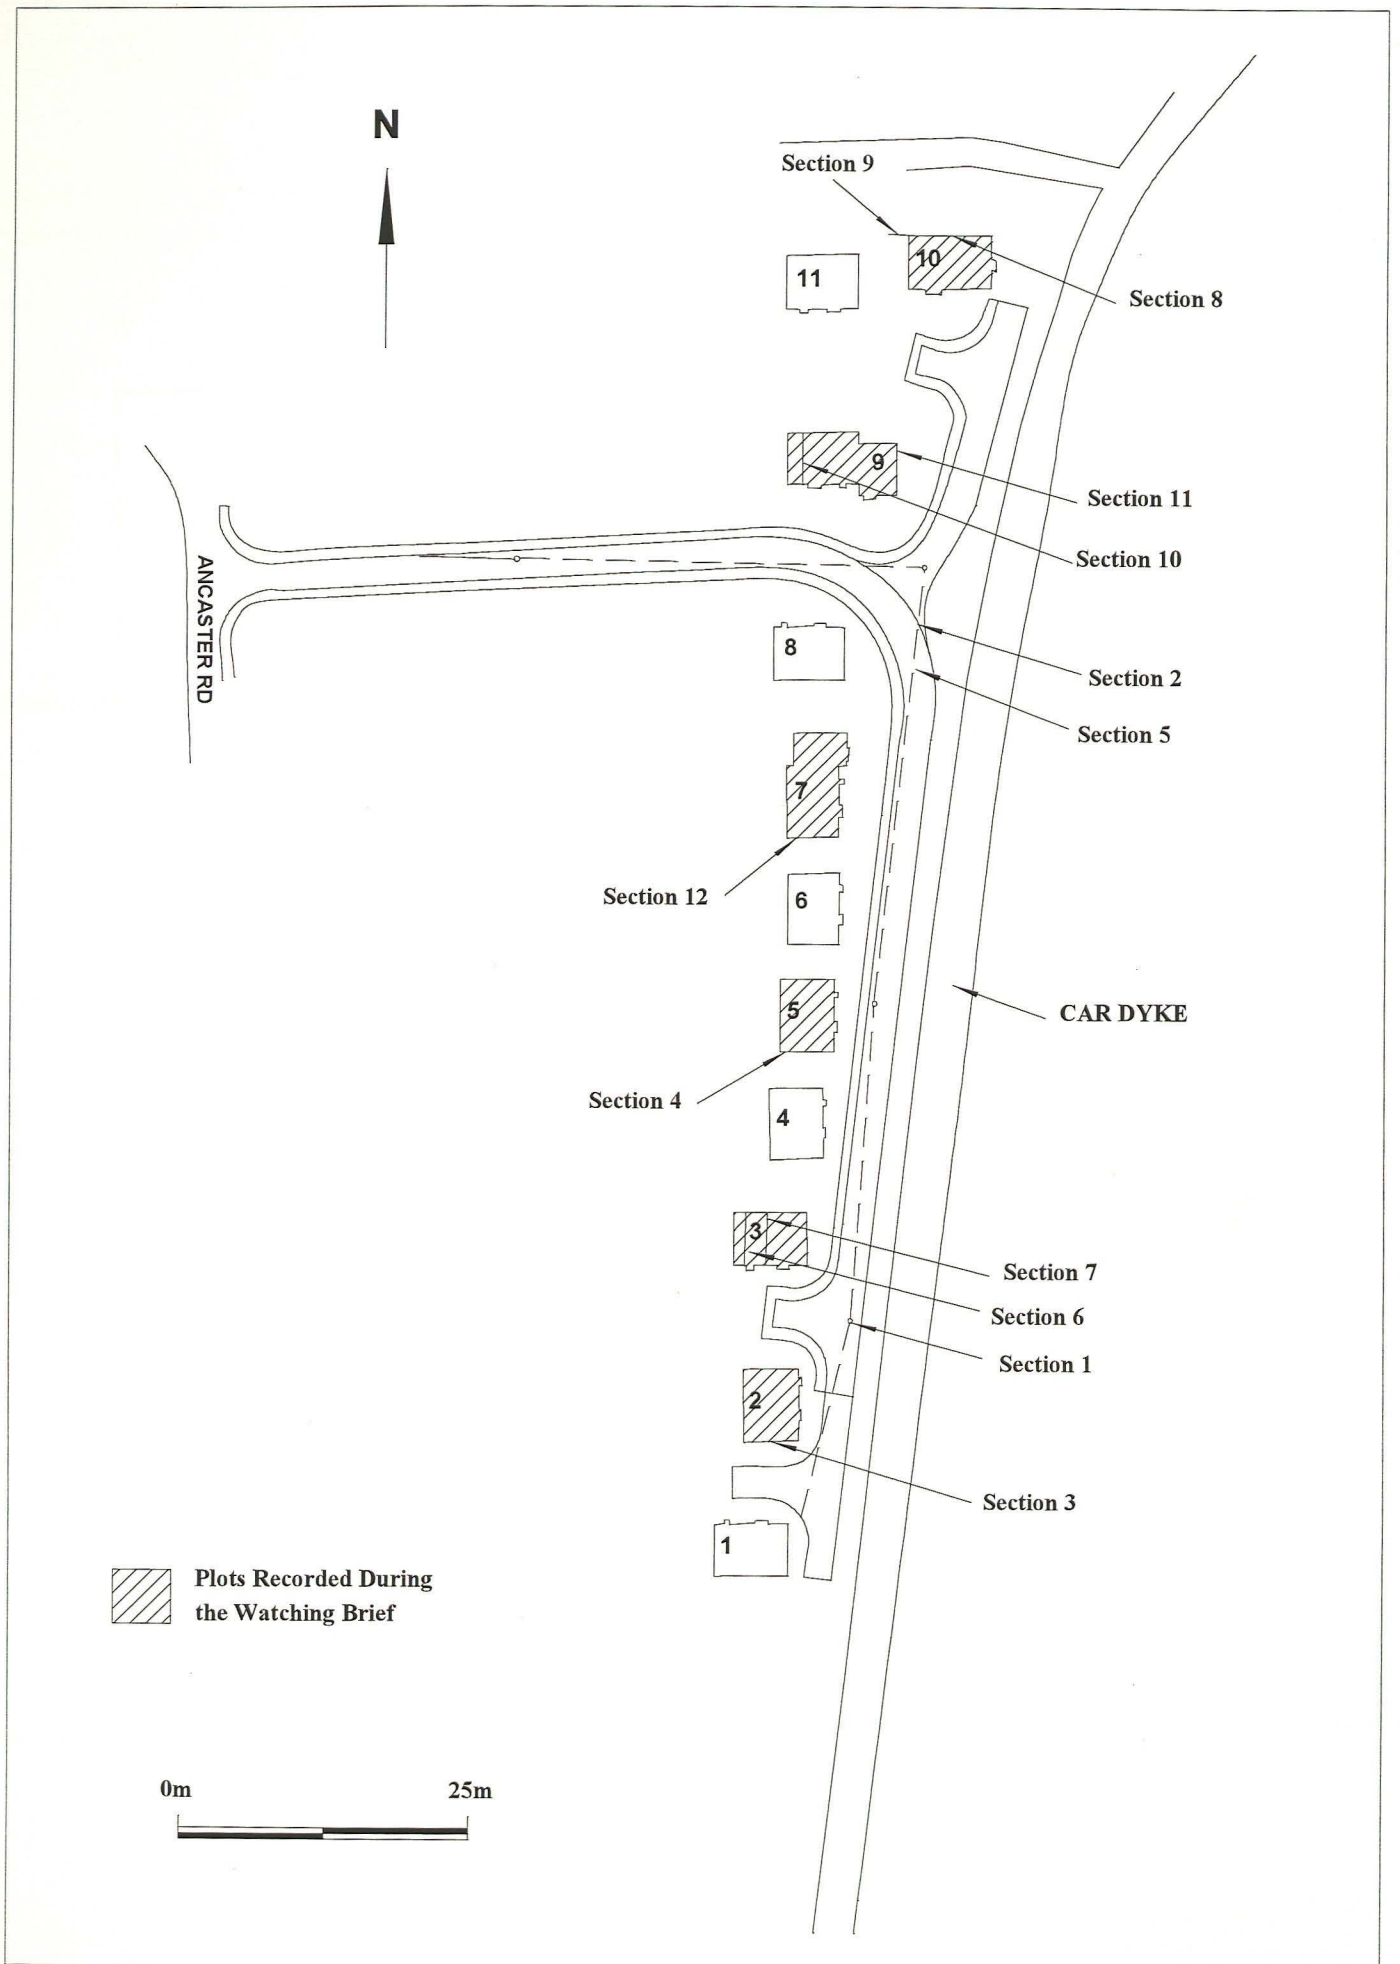 N
Section 9
10
11
Section 8
9
Section 11
Section 10
ANCASTER RD
8
Section 2
Section 5
7
Section 12
6
5
CAR DYKE
Section 4
4
3
Section 7
Section 6
Section 1
2
Section 3
1
Plots Recorded During
the Watching Brief
0m 25m